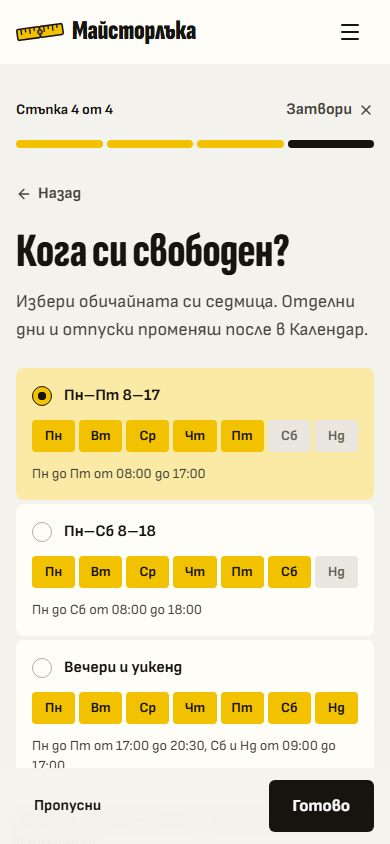 Майсторлъка
Стъпка 4 от 4
Затвори
Назад
Кога си свободен?
Избери обичайната си седмица. Отделни
дни и отпуски променяш после в Календар.
Пн–Пт 8–17
Пн Вт Ср Чт Пт Сб Нд
Пн до Пт от 08:00 до 17:00
Пн–Сб 8–18
Пн Вт Ср Чт Пт Сб Нд
Пн до Сб от 08:00 до 18:00
Вечери и уикенд
Пн Вт Ср Чт Пт Сб Нд
Пн до Пт от 17:00 до 20:30, Сб и Нд от 09:00 до
17:00
Пропусни
Готово